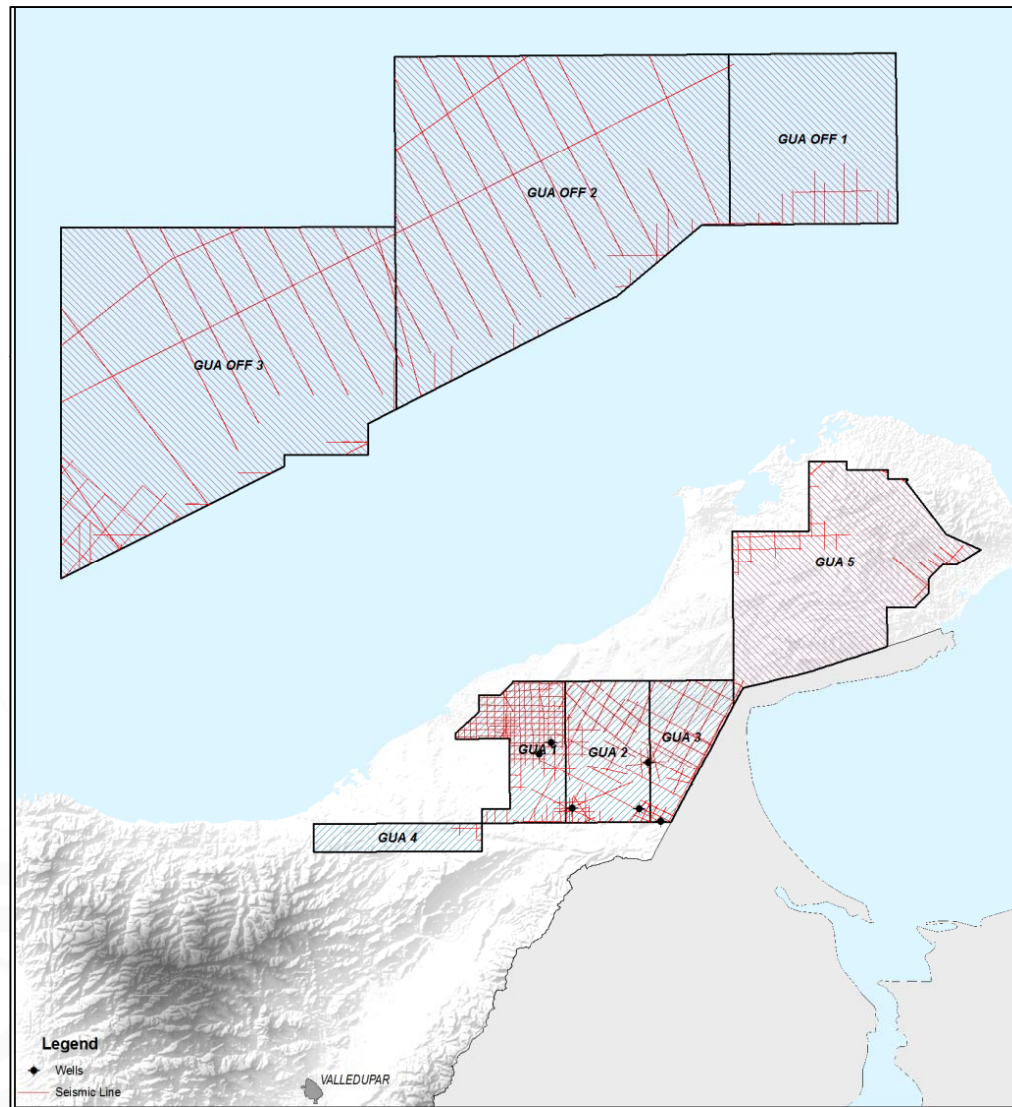 GUA OFF 1
GUA OFF 2
GUA OFF 3
GUA 5
GUA 1
GUA 2
GUA 3
GUA 4
Legend
Wells
Seismic Line
VALLEDUPAR